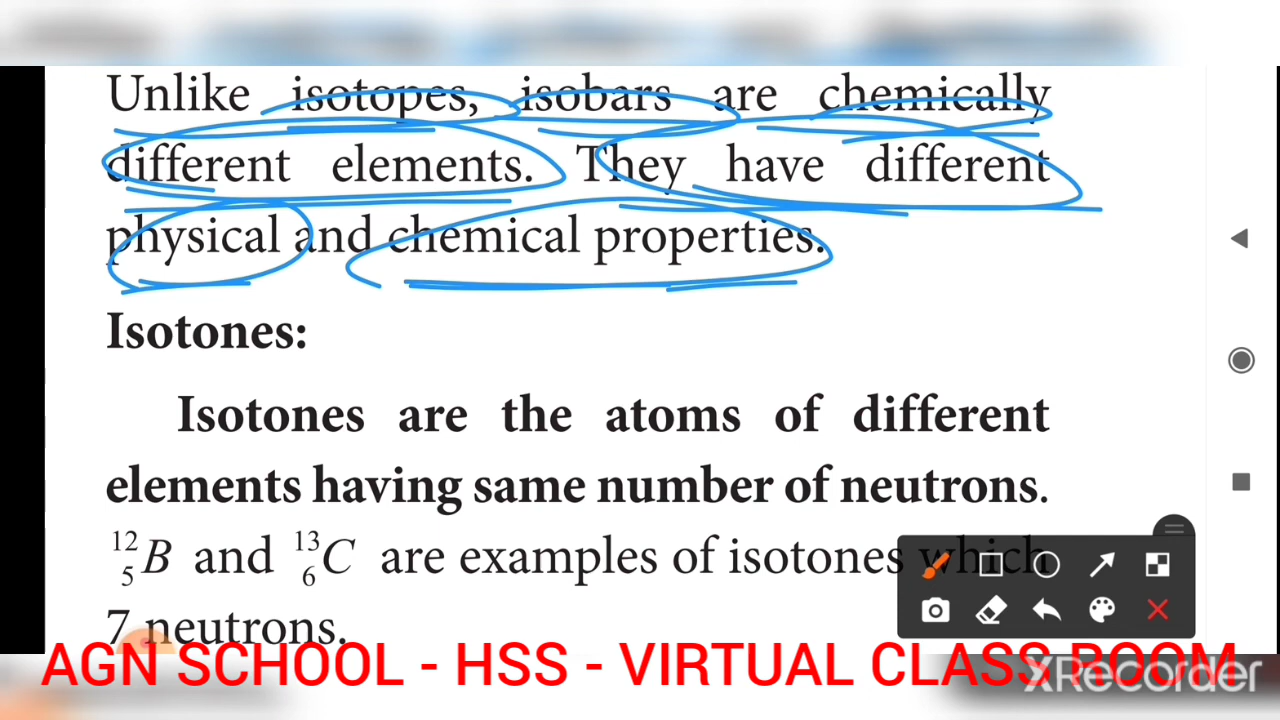 Unlike isotopes, isobars are chemically
different elements. They have different
physical and chemical properties.
Isotones:
Isotones are the atoms of different
elements having same number of neutrons.
¹²₅B and ¹³₆C are examples of isotones which
7 neutrons.
AGN SCHOOL - HSS - VIRTUAL CLASS ROOM
XRecorder